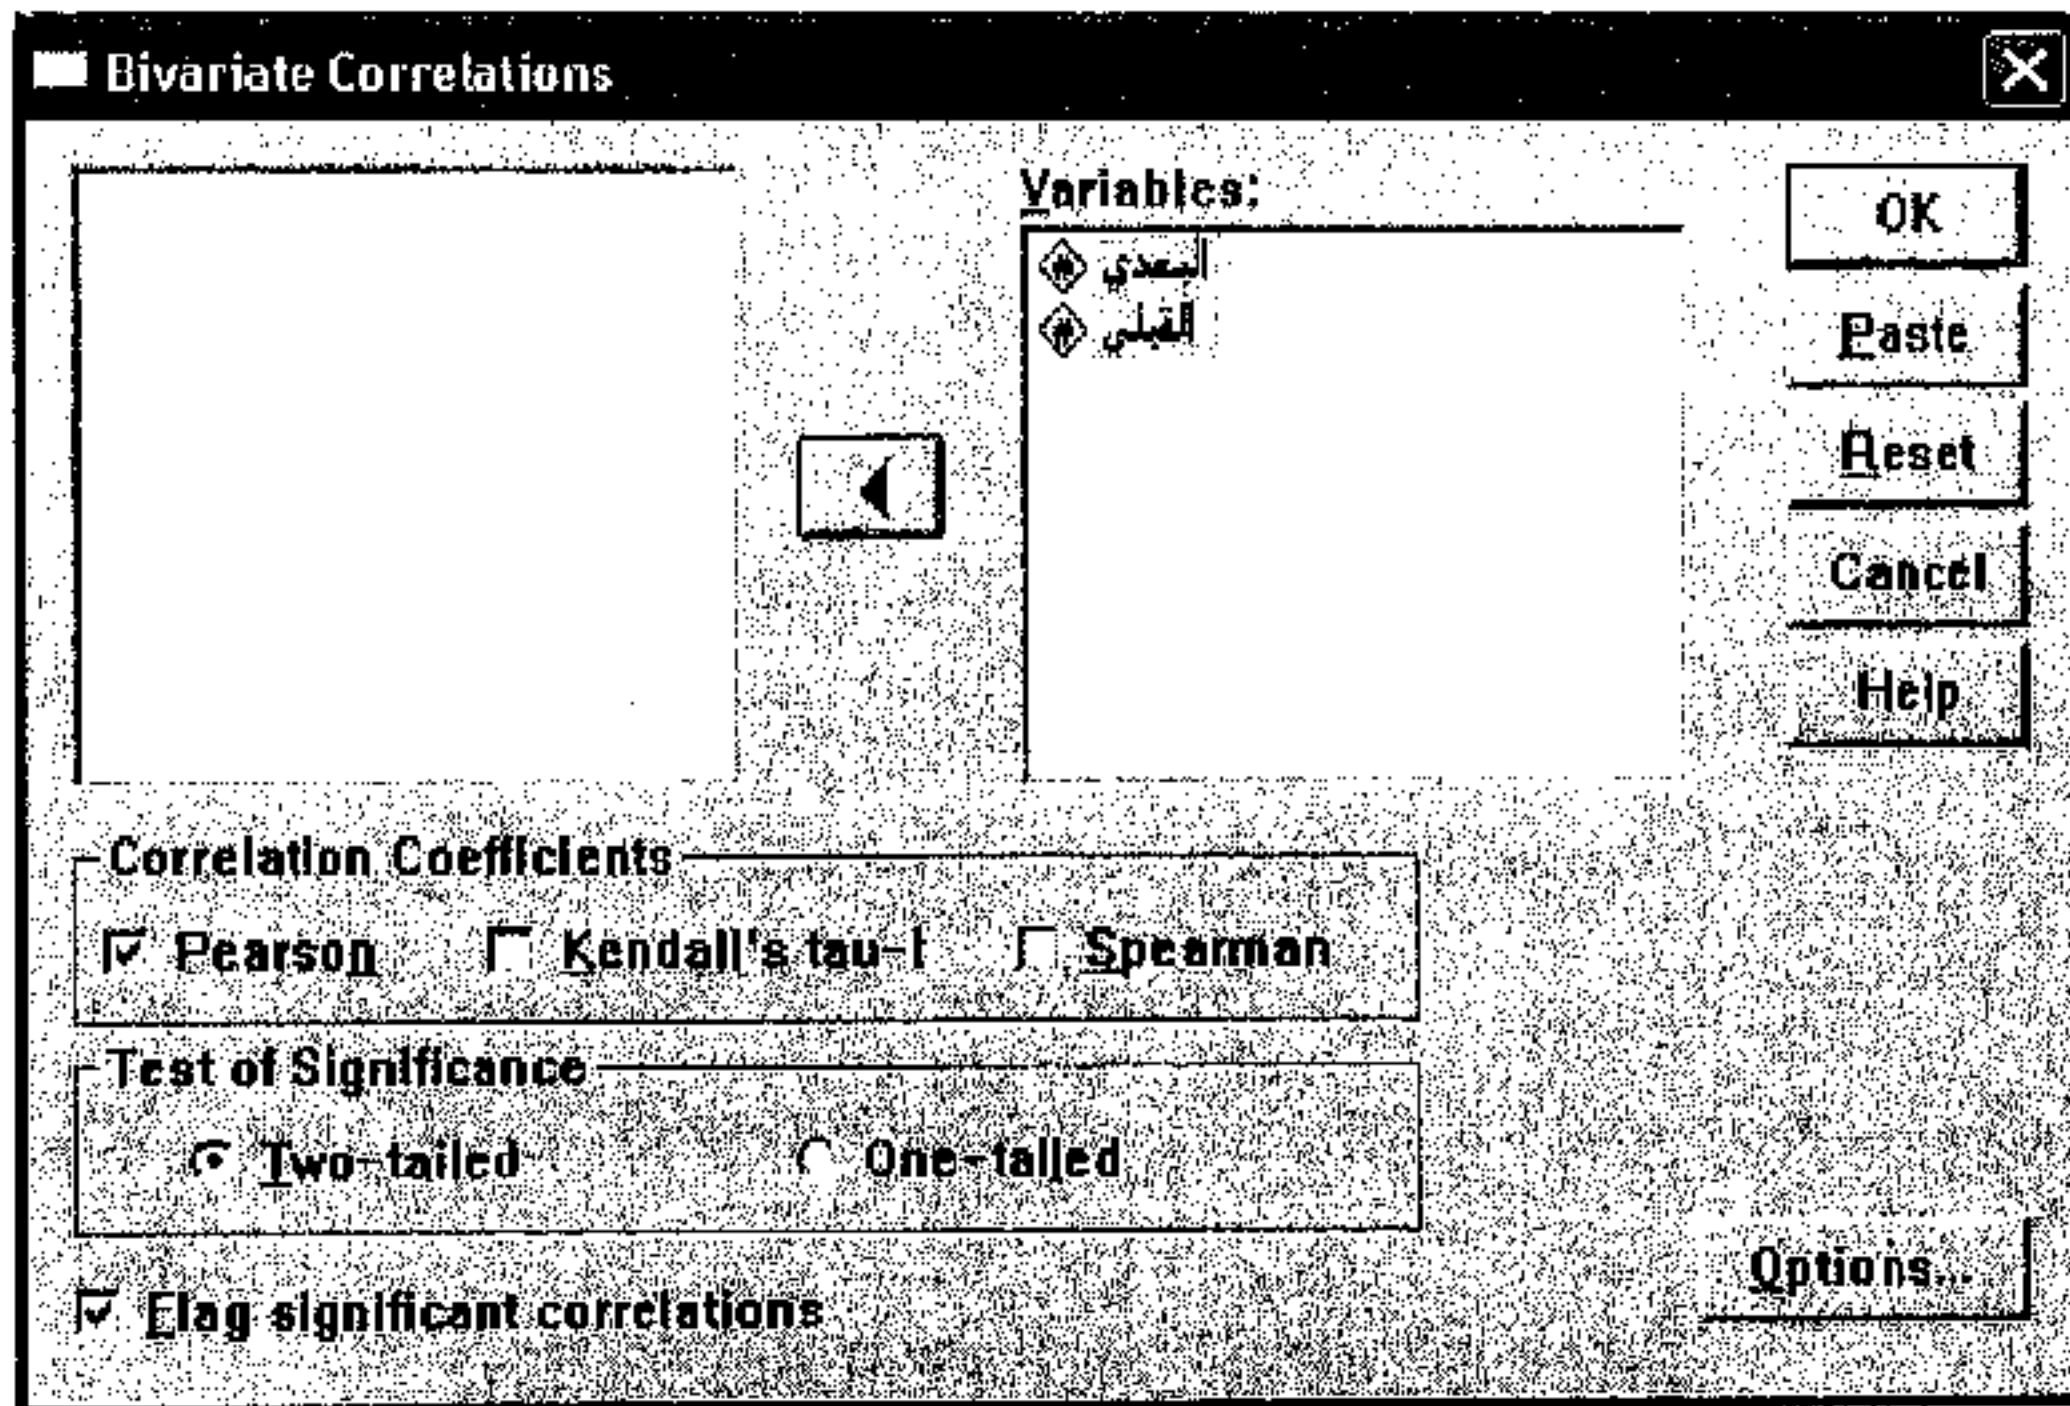 Bivariate Correlations
Variables:
البعدي
القبلي
OK
Paste
Reset
Cancel
Help
Correlation Coefficients
Pearson Kendall's tau-b Spearman
Test of Significance
Two-tailed One-tailed
Flag significant correlations
Options...